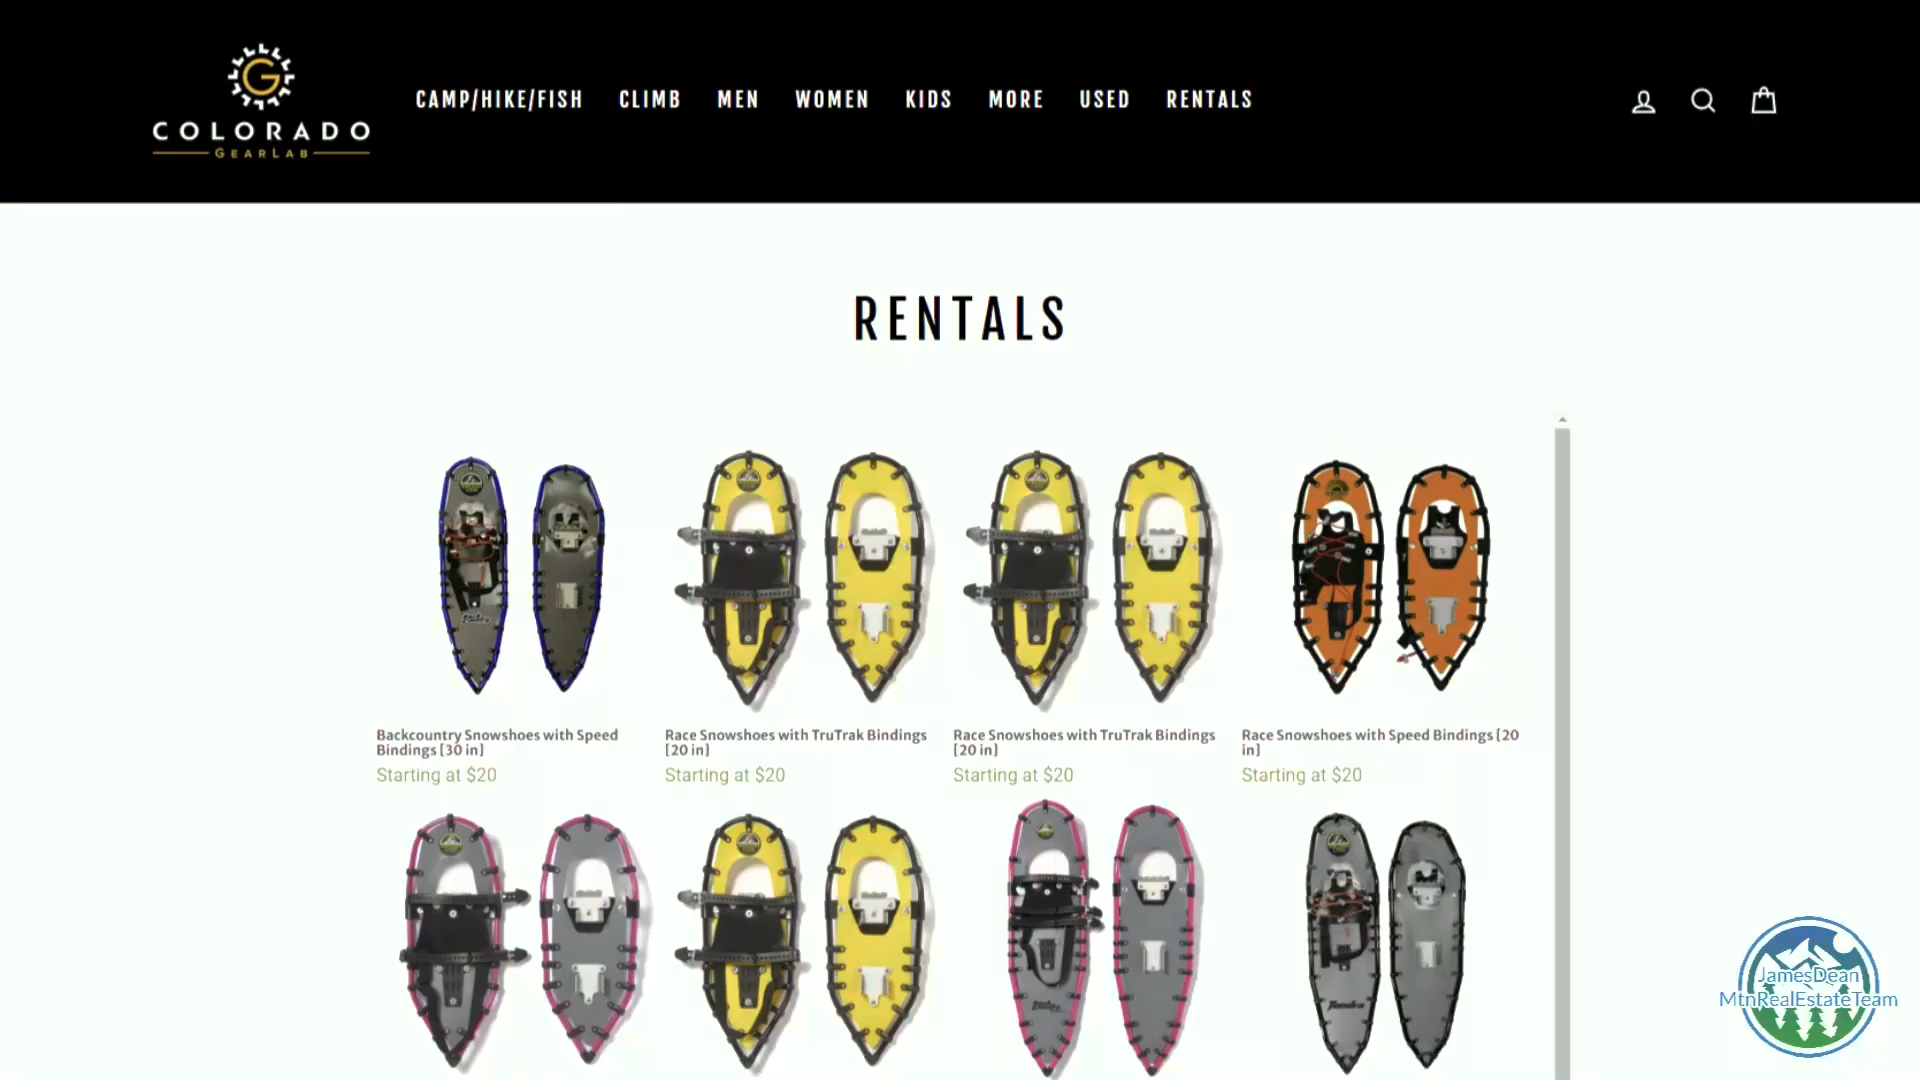 COLORADO
GEARLAB
CAMP/HIKE/FISH CLIMB MEN WOMEN KIDS MORE USED RENTALS
RENTALS
Backcountry Snowshoes with Speed
Bindings [30 in]
Starting at $20
Race Snowshoes with TruTrak Bindings
[20 in]
Starting at $20
Race Snowshoes with TruTrak Bindings
[20 in]
Starting at $20
Race Snowshoes with Speed Bindings [20
in]
Starting at $20
Tundra
JamesDean
MtnRealEstateTeam